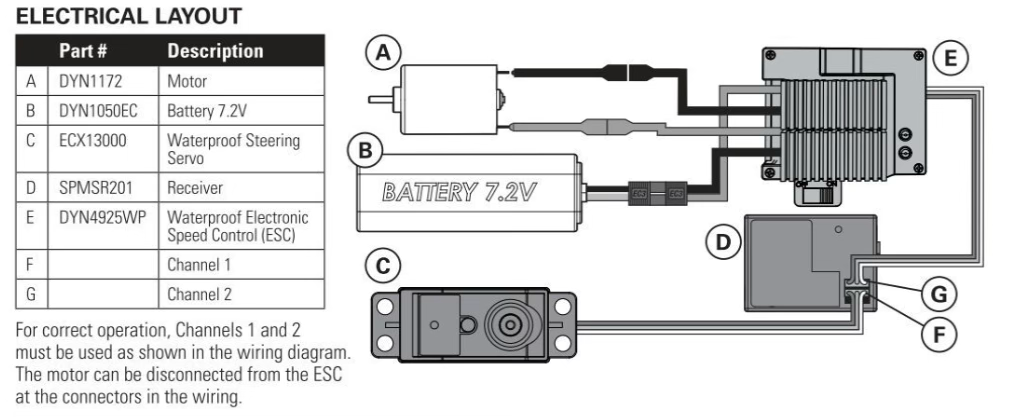 ELECTRICAL LAYOUT
Part # Description
A DYN1172 Motor
B DYN1050EC Battery 7.2V
C ECX13000 Waterproof Steering
Servo
D SPMSR201 Receiver
E DYN4925WP Waterproof Electronic
Speed Control (ESC)
F Channel 1
G Channel 2
For correct operation, Channels 1 and 2
must be used as shown in the wiring diagram.
The motor can be disconnected from the ESC
at the connectors in the wiring.
A
E
B
BATTERY 7.2V
EC3 EC3
ON
D
C
G
F